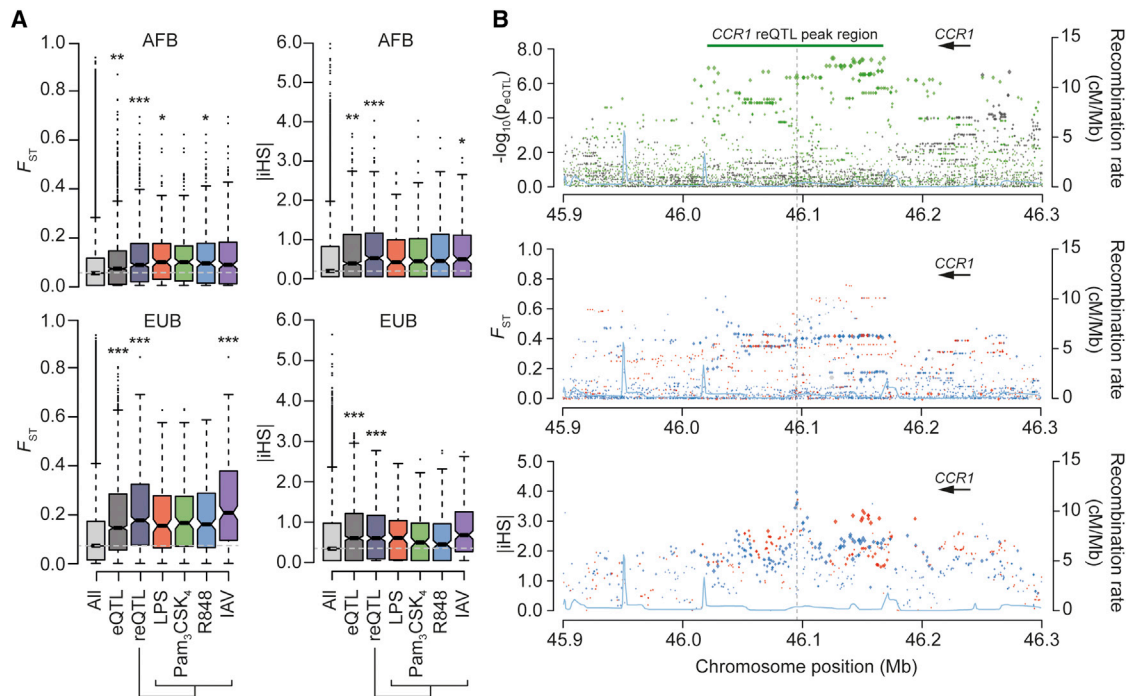 A
AFB
AFB
1.0
0.8
0.6
0.4
0.2
0.0
FST
**
***
*
*
6.0
5.0
4.0
3.0
2.0
1.0
0.0
|iHS|
**
***
*
EUB
EUB
1.0
0.8
0.6
0.4
0.2
0.0
FST
***
***
***
6.0
5.0
4.0
3.0
2.0
1.0
0.0
|iHS|
***
***
All
eQTL
reQTL
LPS
Pam3CSK4
R848
IAV
All
eQTL
reQTL
LPS
Pam3CSK4
R848
IAV
B
CCR1 reQTL peak region
CCR1
8.0
6.0
4.0
2.0
0.0
-log10(peQTL)
15
10
5
0
Recombination rate
(cM/Mb)
45.9 46.0 46.1 46.2 46.3
CCR1
1.0
0.8
0.6
0.4
0.2
0.0
FST
15
10
5
0
Recombination rate
(cM/Mb)
45.9 46.0 46.1 46.2 46.3
CCR1
5.0
4.0
3.0
2.0
1.0
0.0
|iHS|
15
10
5
0
Recombination rate
(cM/Mb)
45.9 46.0 46.1 46.2 46.3
Chromosome position (Mb)